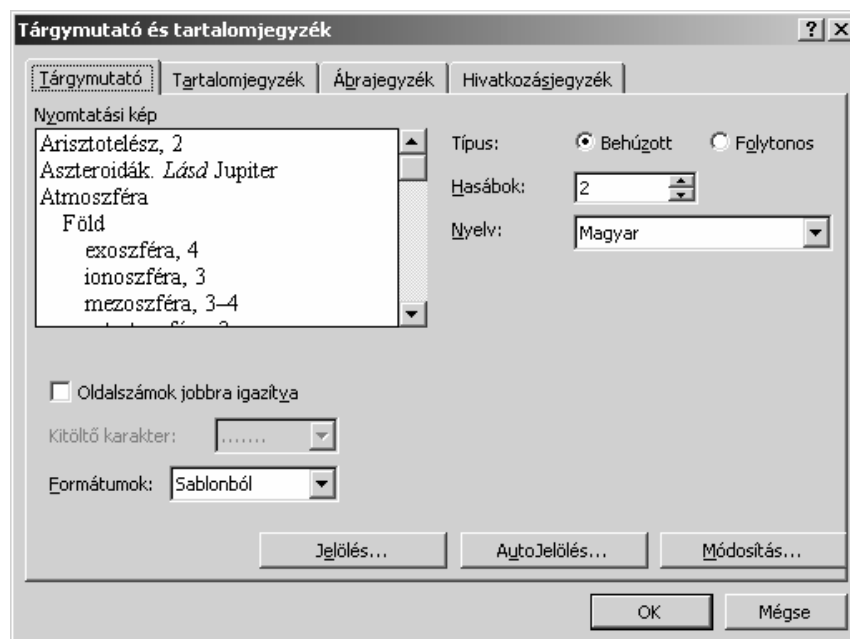 Tárgymutató és tartalomjegyzék
Tárgymutató Tartalomjegyzék Ábrajegyzék Hivatkozásjegyzék
Nyomtatási kép
Arisztotelész, 2
Aszteroidák. Lásd Jupiter
Atmoszféra
Föld
exoszféra, 4
ionoszféra, 3
mezoszféra, 3–4
Típus: Behúzott Folytonos
Hasábok: 2
Nyelv: Magyar
Oldalszámok jobbra igazítva
Kitöltő karakter: .......
Formátumok: Sablonból
Jelölés... AutoJelölés... Módosítás...
OK Mégse